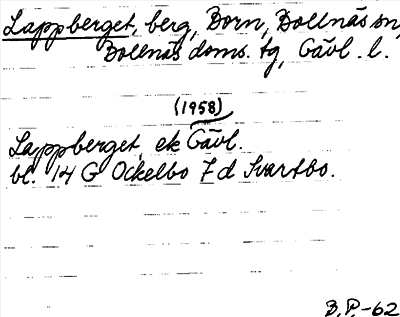 Lappberget, berg, Born, Bollnäs sn,
Bollnäs doms. tg, Gävl. l.
(1958)
Lappberget, ek Gävl.
bl. 14 G Ockelbo 7 d Svartbo.
B.P.-62